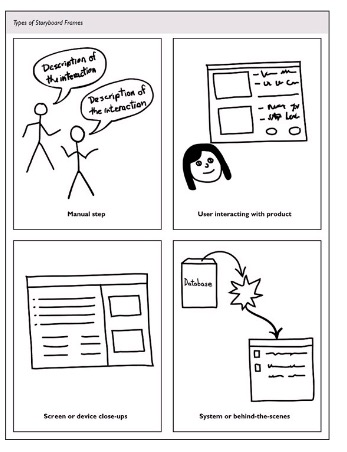 Types of Storyboard Frames
Description of
the interaction
Description of
the interaction
Manual step
User interacting with product
Screen or device close-ups
Database
System or behind-the-scenes